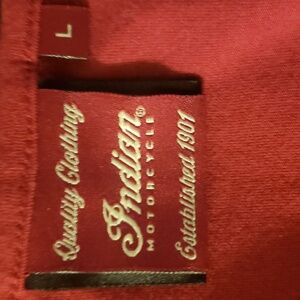 L
Quality Clothing
Indian®
MOTORCYCLE
Established 1901